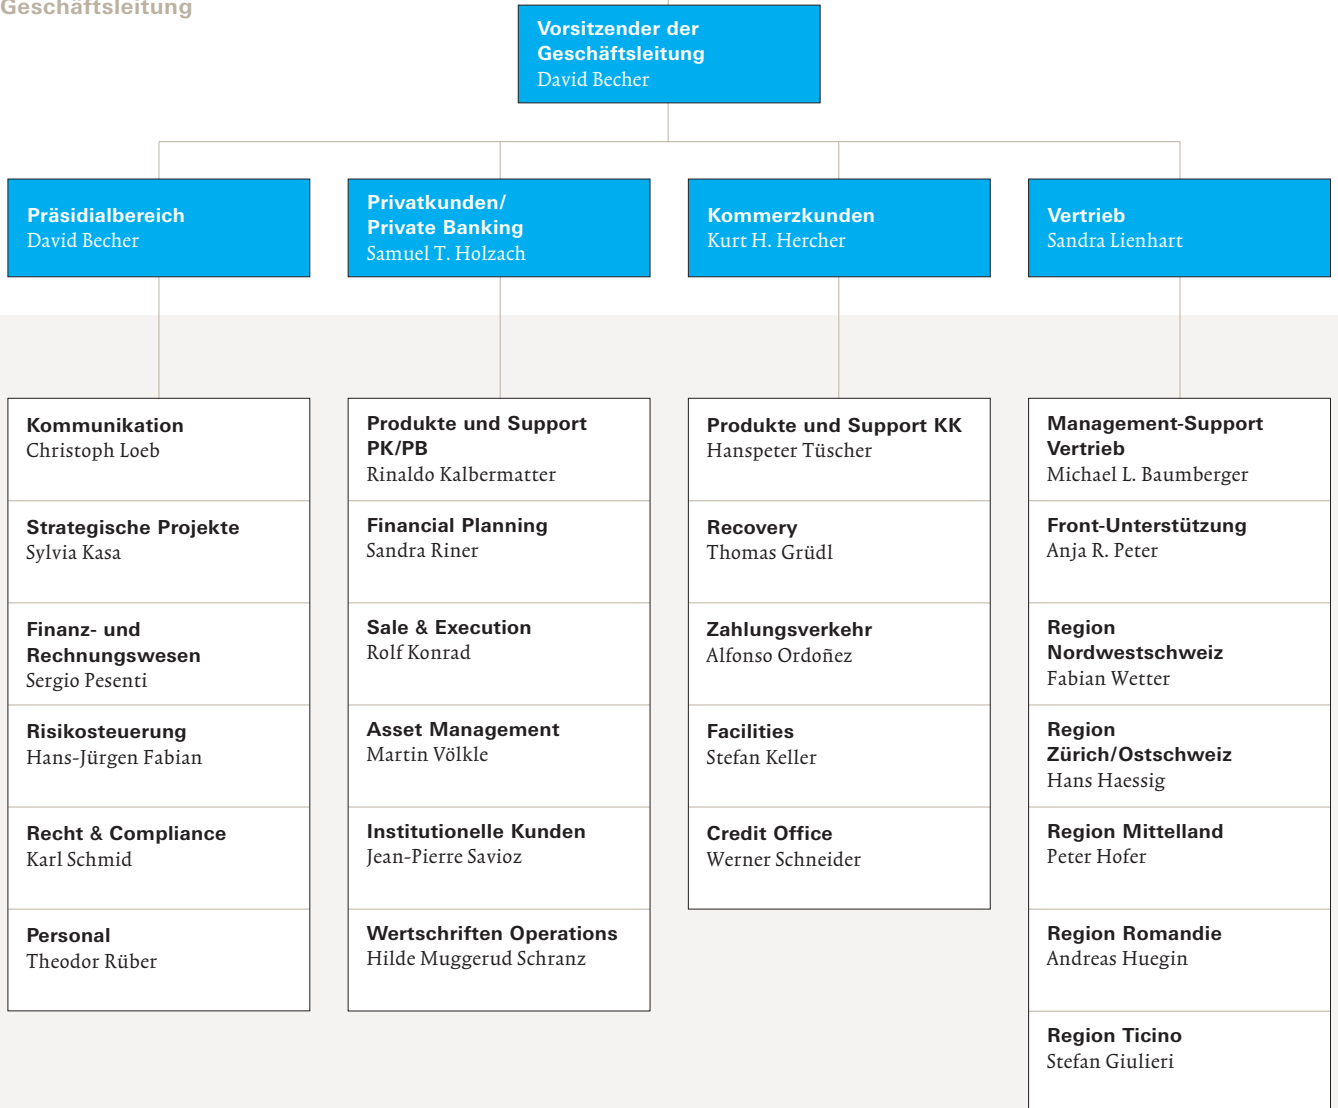 Geschäftsleitung
Vorsitzender der
Geschäftsleitung
David Becher
Präsidialbereich
David Becher
Privatkunden/
Private Banking
Samuel T. Holzach
Kommerzkunden
Kurt H. Hercher
Vertrieb
Sandra Lienhart
Kommunikation
Christoph Loeb
Strategische Projekte
Sylvia Kasa
Finanz- und
Rechnungswesen
Sergio Pesenti
Risikosteuerung
Hans-Jürgen Fabian
Recht & Compliance
Karl Schmid
Personal
Theodor Rüber
Produkte und Support
PK/PB
Rinaldo Kalbermatter
Financial Planning
Sandra Riner
Sale & Execution
Rolf Konrad
Asset Management
Martin Völkle
Institutionelle Kunden
Jean-Pierre Savioz
Wertschriften Operations
Hilde Muggerud Schranz
Produkte und Support KK
Hanspeter Tüscher
Recovery
Thomas Grüdl
Zahlungsverkehr
Alfonso Ordoñez
Facilities
Stefan Keller
Credit Office
Werner Schneider
Management-Support
Vertrieb
Michael L. Baumberger
Front-Unterstützung
Anja R. Peter
Region
Nordwestschweiz
Fabian Wetter
Region
Zürich/Ostschweiz
Hans Haessig
Region Mittelland
Peter Hofer
Region Romandie
Andreas Huegin
Region Ticino
Stefan Giulieri